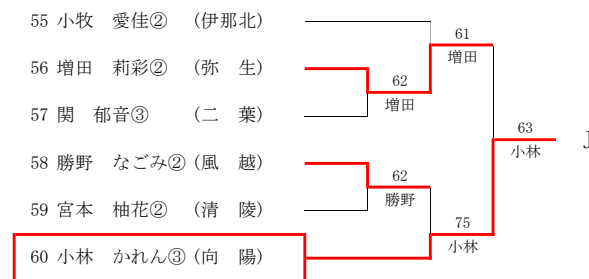 55 小牧 愛佳② (伊那北)
61
増田
56 増田 莉彩② (弥 生)
62
増田
57 関 郁音③ (二 葉)
63
小林
J
58 勝野 なごみ② (風 越)
62
勝野
59 宮本 柚花② (清 陵)
75
小林
60 小林 かれん③ (向 陽)